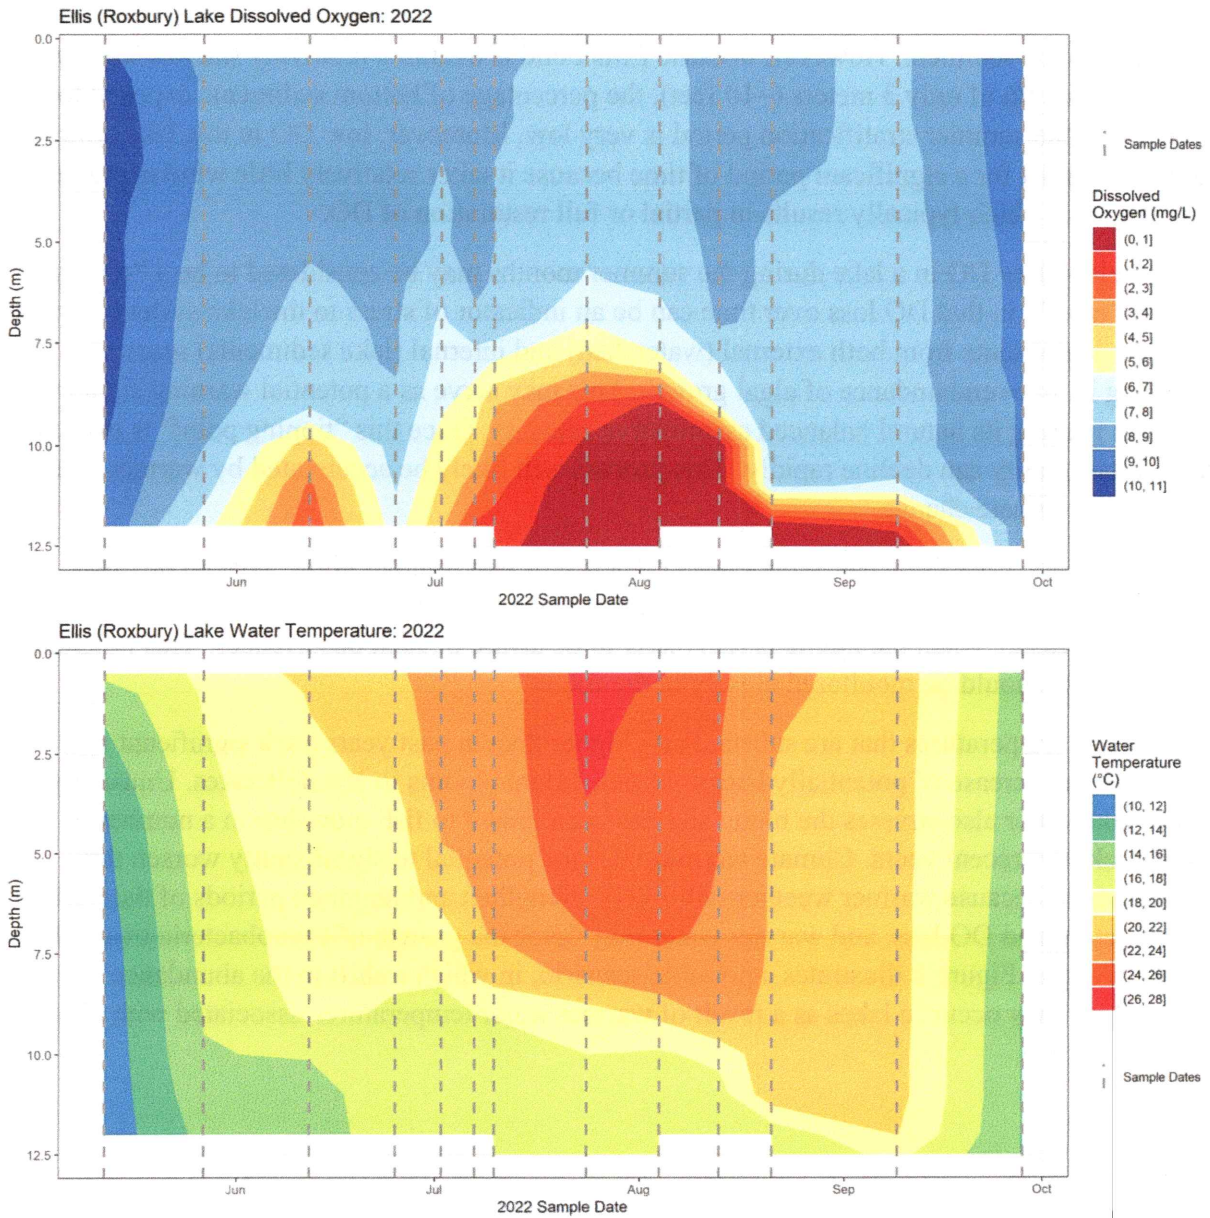 Ellis (Roxbury) Lake Dissolved Oxygen: 2022
0.0
2.5
5.0
7.5
10.0
12.5
Depth (m)
Jun
Jul
Aug
Sep
Oct
2022 Sample Date
Sample Dates
Dissolved
Oxygen (mg/L)
(0, 1]
(1, 2]
(2, 3]
(3, 4]
(4, 5]
(5, 6]
(6, 7]
(7, 8]
(8, 9]
(9, 10]
(10, 11]
Ellis (Roxbury) Lake Water Temperature: 2022
0.0
2.5
5.0
7.5
10.0
12.5
Depth (m)
Jun
Jul
Aug
Sep
Oct
2022 Sample Date
Water
Temperature
(°C)
(10, 12]
(12, 14]
(14, 16]
(16, 18]
(18, 20]
(20, 22]
(22, 24]
(24, 26]
(26, 28]
Sample Dates